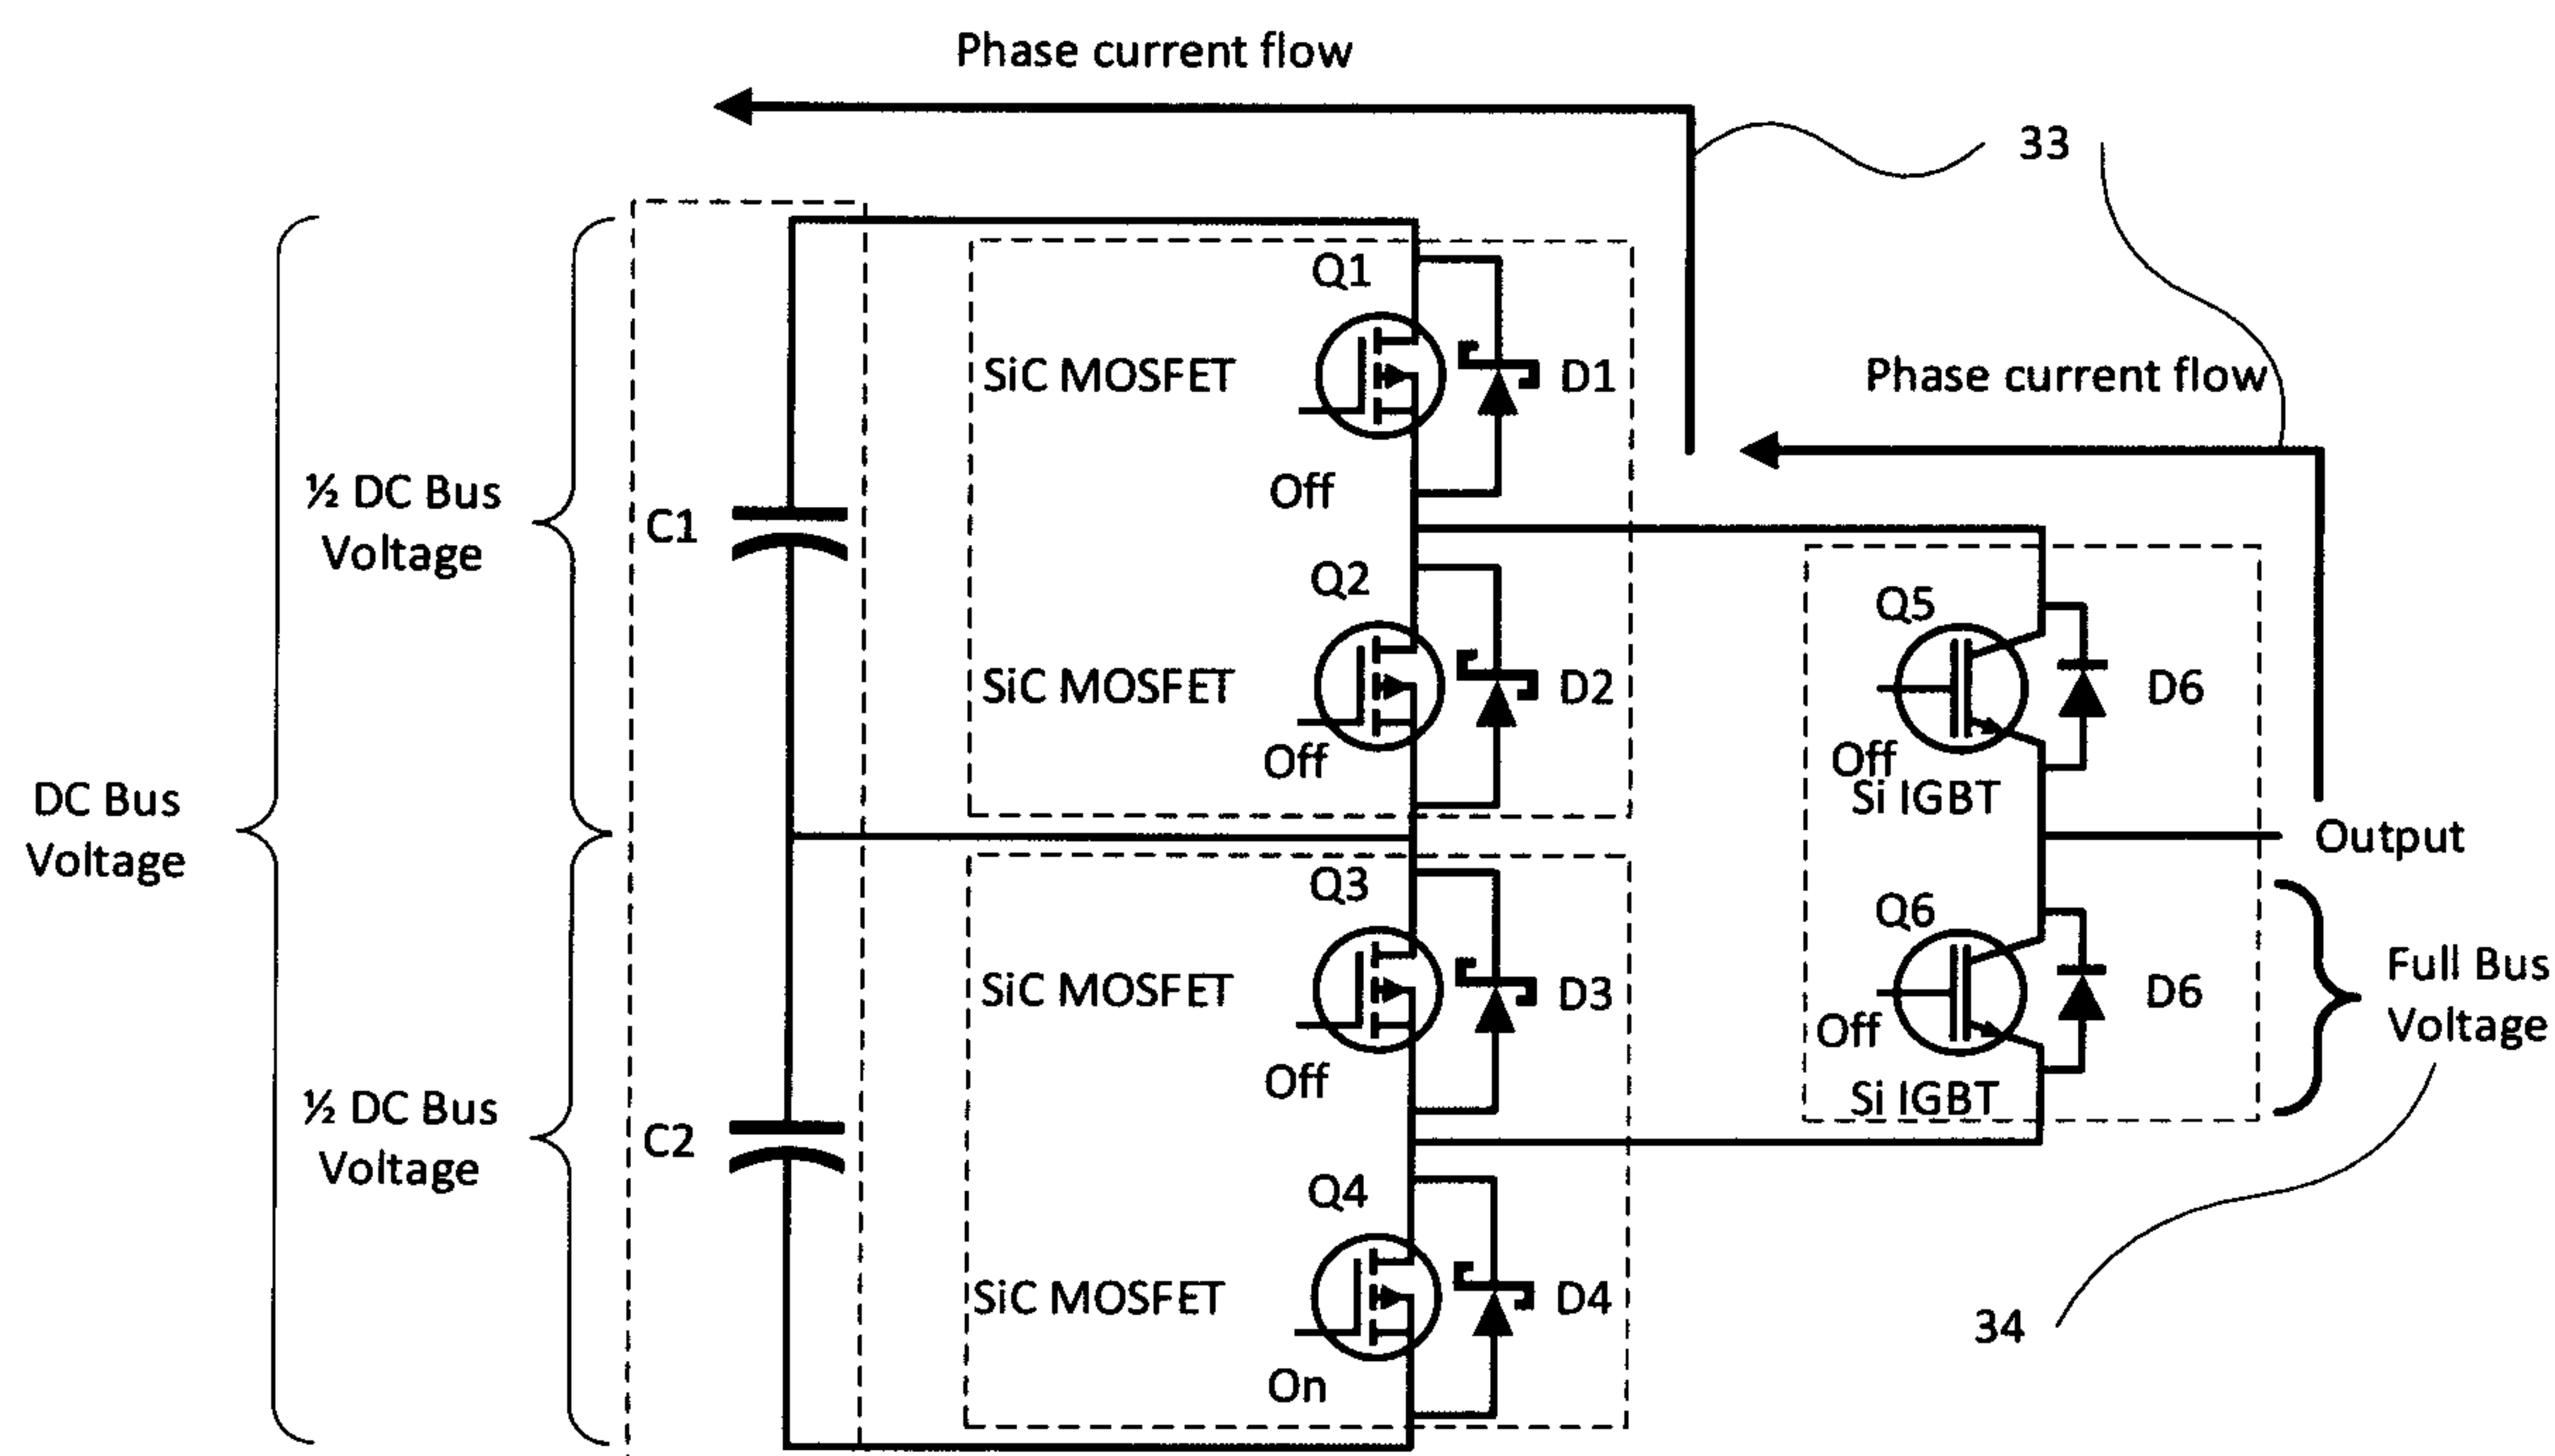 Phase current flow
33
Q1
SiC MOSFET
D1
Phase current flow
Off
½ DC Bus
Voltage
C1
Q2
Q5
SiC MOSFET
D2
D6
Off
Off
Si IGBT
DC Bus
Voltage
Output
Q3
Q6
SiC MOSFET
D3
D6
Full Bus
Voltage
Off
Off
½ DC Bus
Voltage
C2
Si IGBT
Q4
SiC MOSFET
D4
34
On